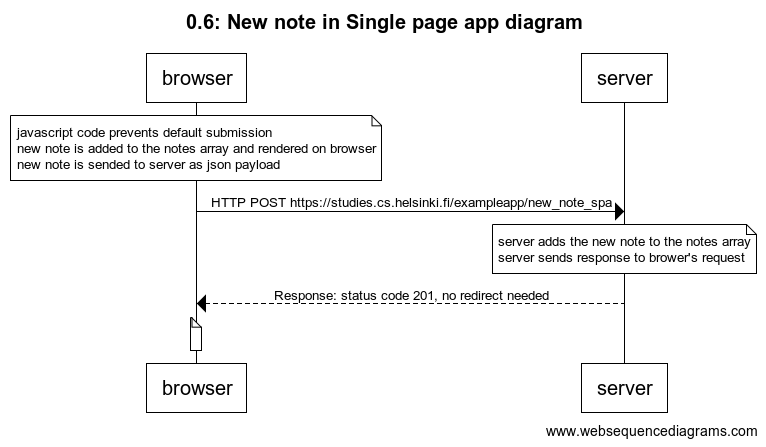 0.6: New note in Single page app diagram
browser
server
javascript code prevents default submission
new note is added to the notes array and rendered on browser
new note is sended to server as json payload
HTTP POST https://studies.cs.helsinki.fi/exampleapp/new_note_spa
server adds the new note to the notes array
server sends response to brower's request
Response: status code 201, no redirect needed
browser
server
www.websequencediagrams.com